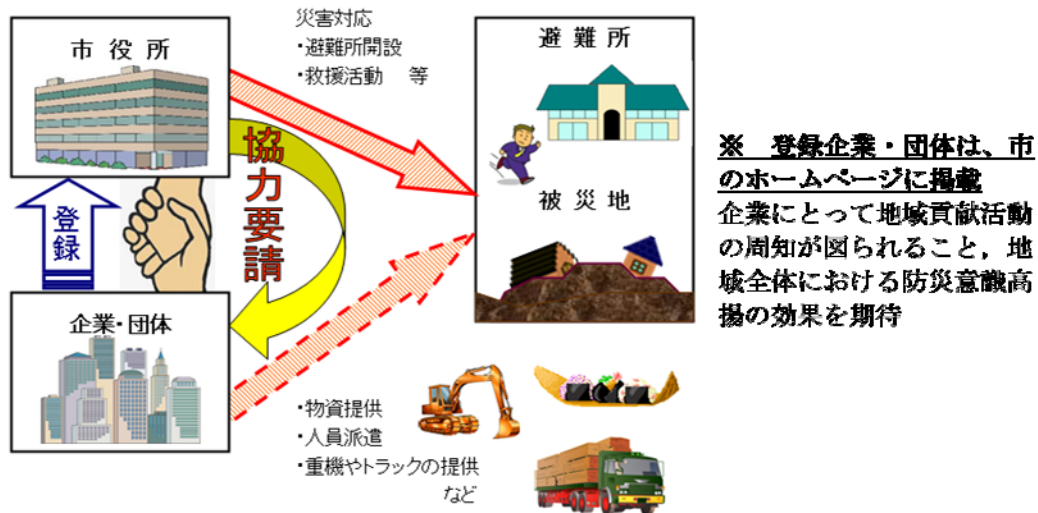 災害対応
・避難所開設
・救援活動　等
市 役 所
避 難 所
協力要請
登録
被 災 地
企業・団体
・物資提供
・人員派遣
・重機やトラックの提供
など
※　登録企業・団体は、市
のホームページに掲載
企業にとって地域貢献活動
の周知が図られること，地
域全体における防災意識高
揚の効果を期待